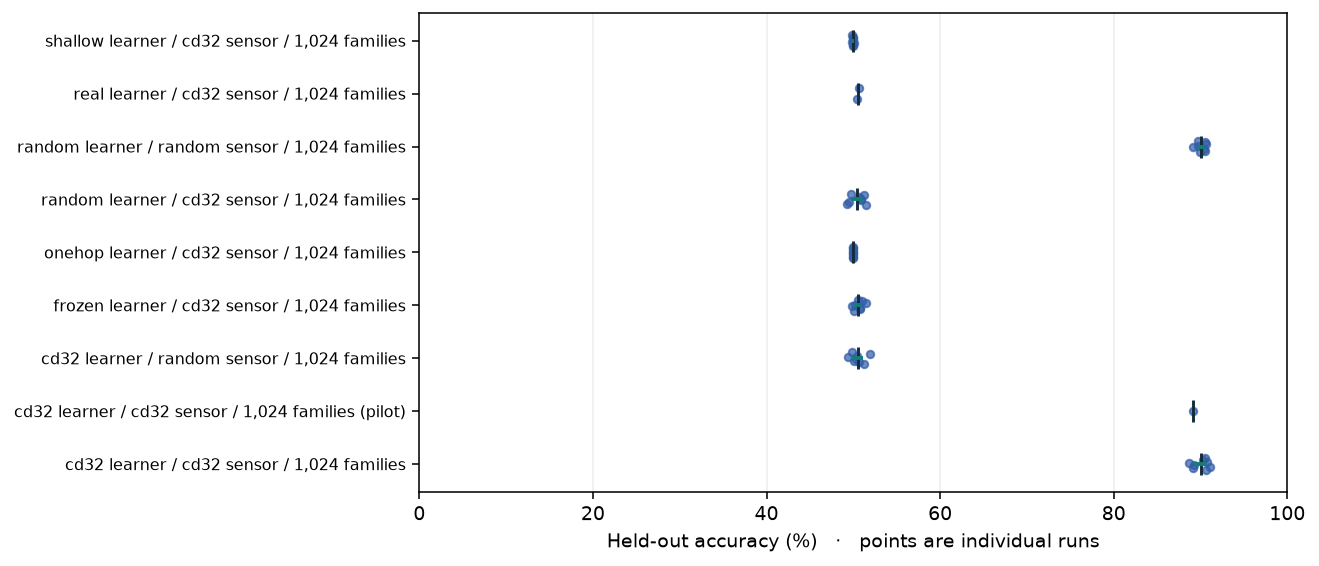 shallow learner / cd32 sensor / 1,024 families
real learner / cd32 sensor / 1,024 families
random learner / random sensor / 1,024 families
random learner / cd32 sensor / 1,024 families
onehop learner / cd32 sensor / 1,024 families
frozen learner / cd32 sensor / 1,024 families
cd32 learner / random sensor / 1,024 families
cd32 learner / cd32 sensor / 1,024 families (pilot)
cd32 learner / cd32 sensor / 1,024 families
0 20 40 60 80 100
Held-out accuracy (%) · points are individual runs